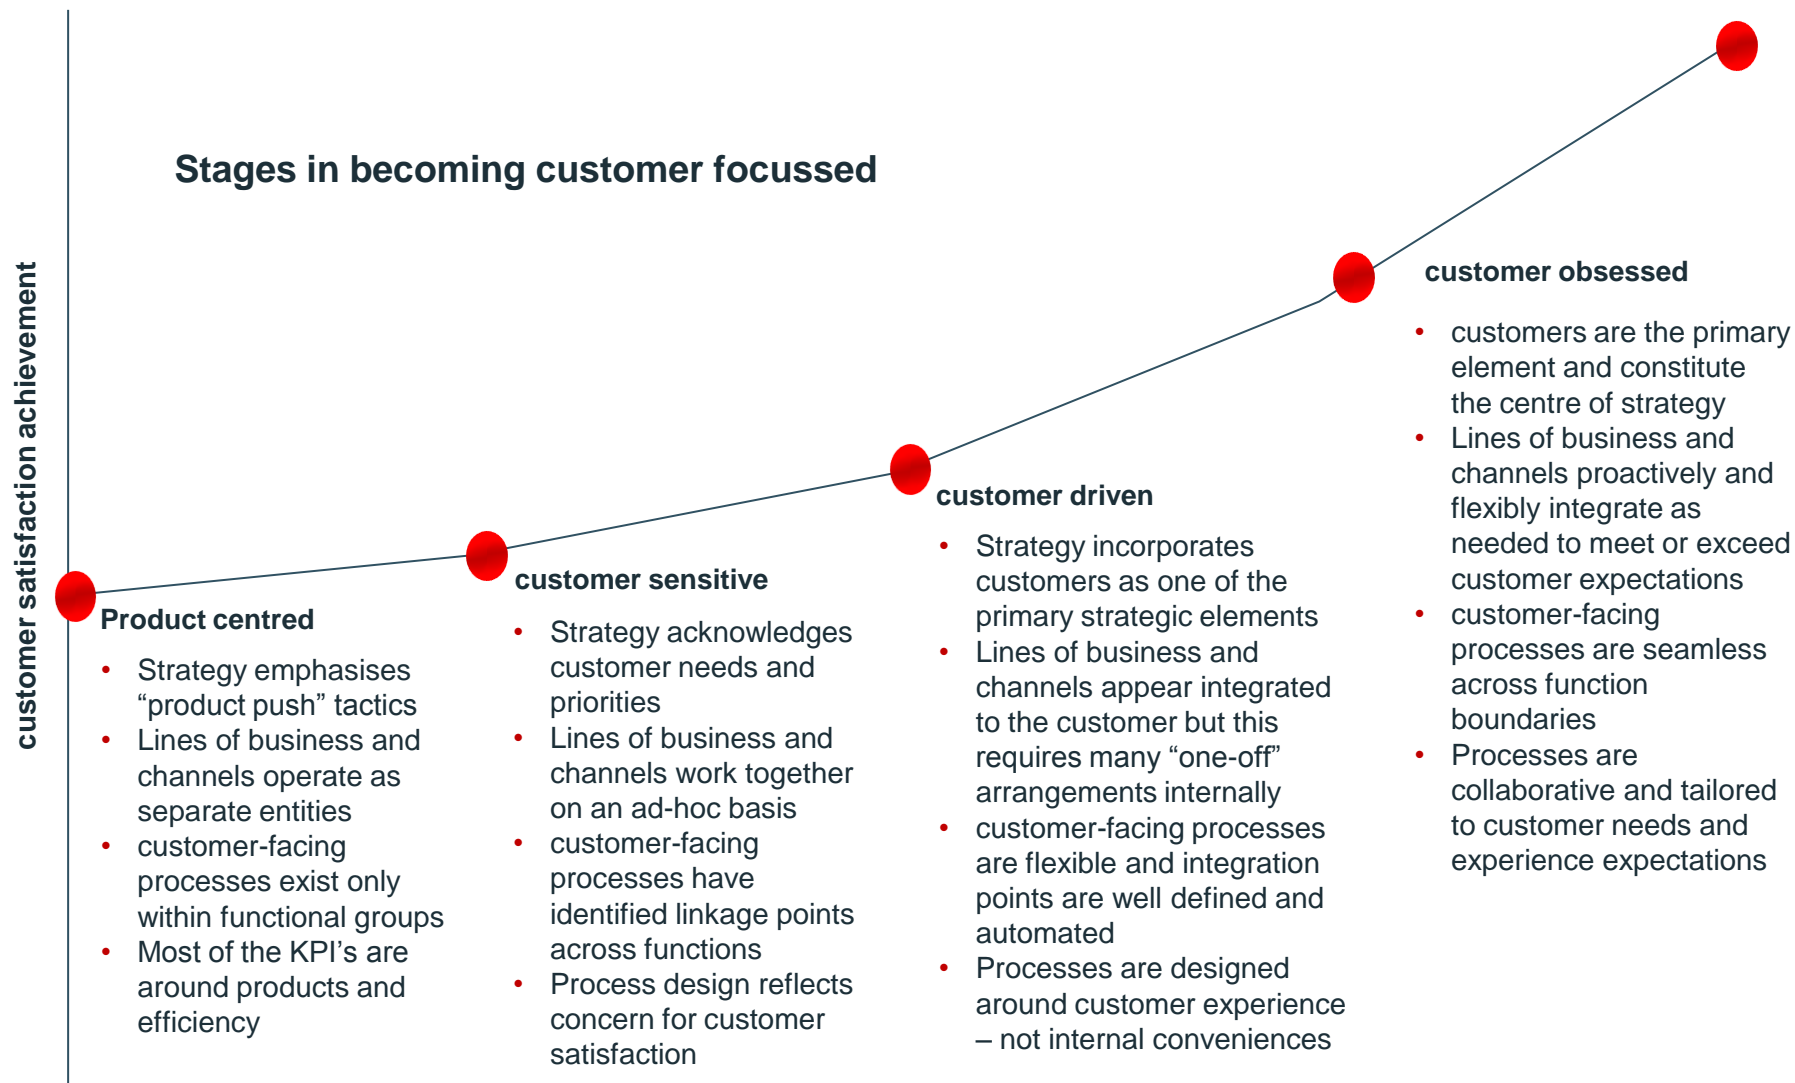 Stages in becoming customer focussed
customer satisfaction achievement
Product centred
• Strategy emphasises
“product push” tactics
• Lines of business and
channels operate as
separate entities
• customer-facing
processes exist only
within functional groups
• Most of the KPI’s are
around products and
efficiency
customer sensitive
• Strategy acknowledges
customer needs and
priorities
• Lines of business and
channels work together
on an ad-hoc basis
• customer-facing
processes have
identified linkage points
across functions
• Process design reflects
concern for customer
satisfaction
customer driven
• Strategy incorporates
customers as one of the
primary strategic elements
• Lines of business and
channels appear integrated
to the customer but this
requires many “one-off”
arrangements internally
• customer-facing processes
are flexible and integration
points are well defined and
automated
• Processes are designed
around customer experience
– not internal conveniences
customer obsessed
• customers are the primary
element and constitute
the centre of strategy
• Lines of business and
channels proactively and
flexibly integrate as
needed to meet or exceed
customer expectations
• customer-facing
processes are seamless
across function
boundaries
• Processes are
collaborative and tailored
to customer needs and
experience expectations